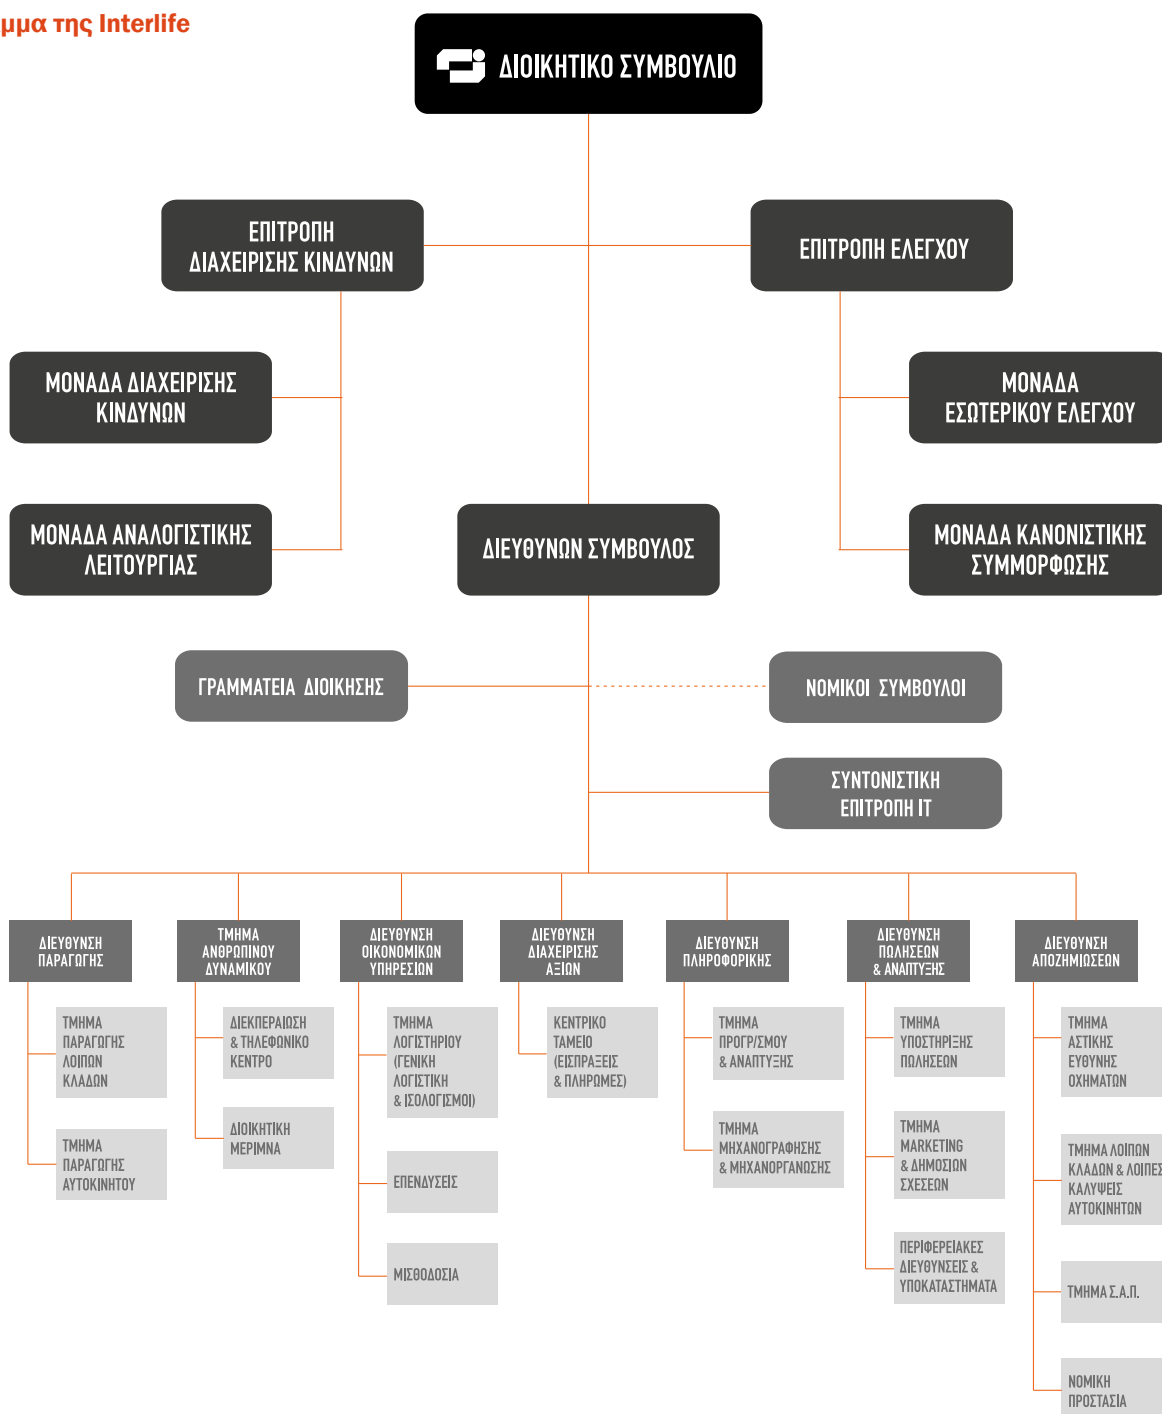 μμα της Interlife
ΔΙΟΙΚΗΤΙΚΟ ΣΥΜΒΟΥΛΙΟ
ΕΠΙΤΡΟΠΗ
ΔΙΑΧΕΙΡΙΣΗΣ ΚΙΝΔΥΝΩΝ
ΕΠΙΤΡΟΠΗ ΕΛΕΓΧΟΥ
ΜΟΝΑΔΑ ΔΙΑΧΕΙΡΙΣΗΣ
ΚΙΝΔΥΝΩΝ
ΜΟΝΑΔΑ
ΕΣΩΤΕΡΙΚΟΥ ΕΛΕΓΧΟΥ
ΜΟΝΑΔΑ ΑΝΑΛΟΓΙΣΤΙΚΗΣ
ΛΕΙΤΟΥΡΓΙΑΣ
ΔΙΕΥΘΥΝΩΝ ΣΥΜΒΟΥΛΟΣ
ΜΟΝΑΔΑ ΚΑΝΟΝΙΣΤΙΚΗΣ
ΣΥΜΜΟΡΦΩΣΗΣ
ΓΡΑΜΜΑΤΕΙΑ ΔΙΟΙΚΗΣΗΣ
ΝΟΜΙΚΟΙ ΣΥΜΒΟΥΛΟΙ
ΣΥΝΤΟΝΙΣΤΙΚΗ
ΕΠΙΤΡΟΠΗ IT
ΔΙΕΥΘΥΝΣΗ
ΠΑΡΑΓΩΓΗΣ
ΤΜΗΜΑ
ΑΝΘΡΩΠΙΝΟΥ
ΔΥΝΑΜΙΚΟΥ
ΔΙΕΥΘΥΝΣΗ
ΟΙΚΟΝΟΜΙΚΩΝ
ΥΠΗΡΕΣΙΩΝ
ΔΙΕΥΘΥΝΣΗ
ΔΙΑΧΕΙΡΙΣΗΣ
ΑΞΙΩΝ
ΔΙΕΥΘΥΝΣΗ
ΠΛΗΡΟΦΟΡΙΚΗΣ
ΔΙΕΥΘΥΝΣΗ
ΠΩΛΗΣΕΩΝ
& ΑΝΑΠΤΥΞΗΣ
ΔΙΕΥΘΥΝΣΗ
ΑΠΟΖΗΜΙΩΣΕΩΝ
ΤΜΗΜΑ
ΠΑΡΑΓΩΓΗΣ
ΛΟΙΠΩΝ
ΚΛΑΔΩΝ
ΤΜΗΜΑ
ΠΑΡΑΓΩΓΗΣ
ΑΥΤΟΚΙΝΗΤΟΥ
ΔΙΕΚΠΕΡΑΙΩΣΗ
& ΤΗΛΕΦΩΝΙΚΟ
ΚΕΝΤΡΟ
ΔΙΟΙΚΗΤΙΚΗ
ΜΕΡΙΜΝΑ
ΤΜΗΜΑ
ΛΟΓΙΣΤΗΡΙΟΥ
(ΓΕΝΙΚΗ
ΛΟΓΙΣΤΙΚΗ
& ΙΣΟΛΟΓΙΣΜΟΙ)
ΕΠΕΝΔΥΣΕΙΣ
ΜΙΣΘΟΔΟΣΙΑ
ΚΕΝΤΡΙΚΟ
ΤΑΜΕΙΟ
(ΕΙΣΠΡΑΞΕΙΣ
& ΠΛΗΡΩΜΕΣ)
ΤΜΗΜΑ
ΠΡΟΓΡ/ΣΜΟΥ
& ΑΝΑΠΤΥΞΗΣ
ΤΜΗΜΑ
ΜΗΧΑΝΟΓΡΑΦΗΣΗΣ
& ΜΗΧΑΝΟΡΓΑΝΩΣΗΣ
ΤΜΗΜΑ
ΥΠΟΣΤΗΡΙΞΗΣ
ΠΩΛΗΣΕΩΝ
ΤΜΗΜΑ
MARKETING
& ΔΗΜΟΣΙΩΝ
ΣΧΕΣΕΩΝ
ΠΕΡΙΦΕΡΕΙΑΚΕΣ
ΔΙΕΥΘΥΝΣΕΙΣ &
ΥΠΟΚΑΤΑΣΤΗΜΑΤΑ
ΤΜΗΜΑ
ΑΣΤΙΚΗΣ
ΕΥΘΥΝΗΣ
ΟΧΗΜΑΤΩΝ
ΤΜΗΜΑ ΛΟΙΠΩΝ
ΚΛΑΔΩΝ & ΛΟΙΠΕΣ
ΚΑΛΥΨΕΙΣ
ΑΥΤΟΚΙΝΗΤΩΝ
ΤΜΗΜΑ Σ.Α.Π.
ΝΟΜΙΚΗ
ΠΡΟΣΤΑΣΙΑ